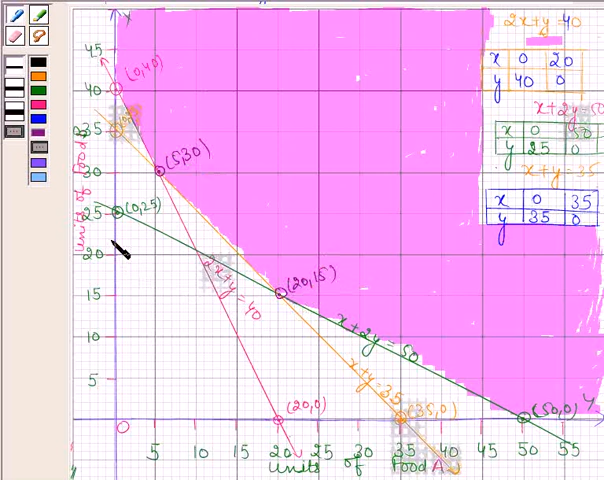 2x+y=40
x 0 20
y 40 0
x+2y=50
x 0 50
y 25 0
x+y=35
x 0 35
y 35 0
45
40
35
30
25
20
15
10
5
(0,40)
(5,30)
(0,25)
(20,15)
2x+y=40
x+2y=50
x+y=35
(20,0)
(35,0)
(50,0)
units of Food B
O
5 10 15 20 25 30 35 40 45 50 55
Units of Food A